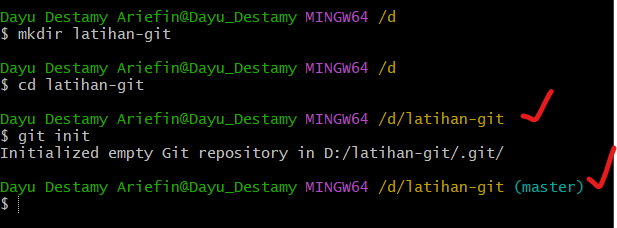 Dayu Destamy Ariefin@Dayu_Destamy MINGW64 /d
$ mkdir latihan-git
Dayu Destamy Ariefin@Dayu_Destamy MINGW64 /d
$ cd latihan-git
Dayu Destamy Ariefin@Dayu_Destamy MINGW64 /d/latihan-git
$ git init
Initialized empty Git repository in D:/latihan-git/.git/
Dayu Destamy Ariefin@Dayu_Destamy MINGW64 /d/latihan-git (master)
$